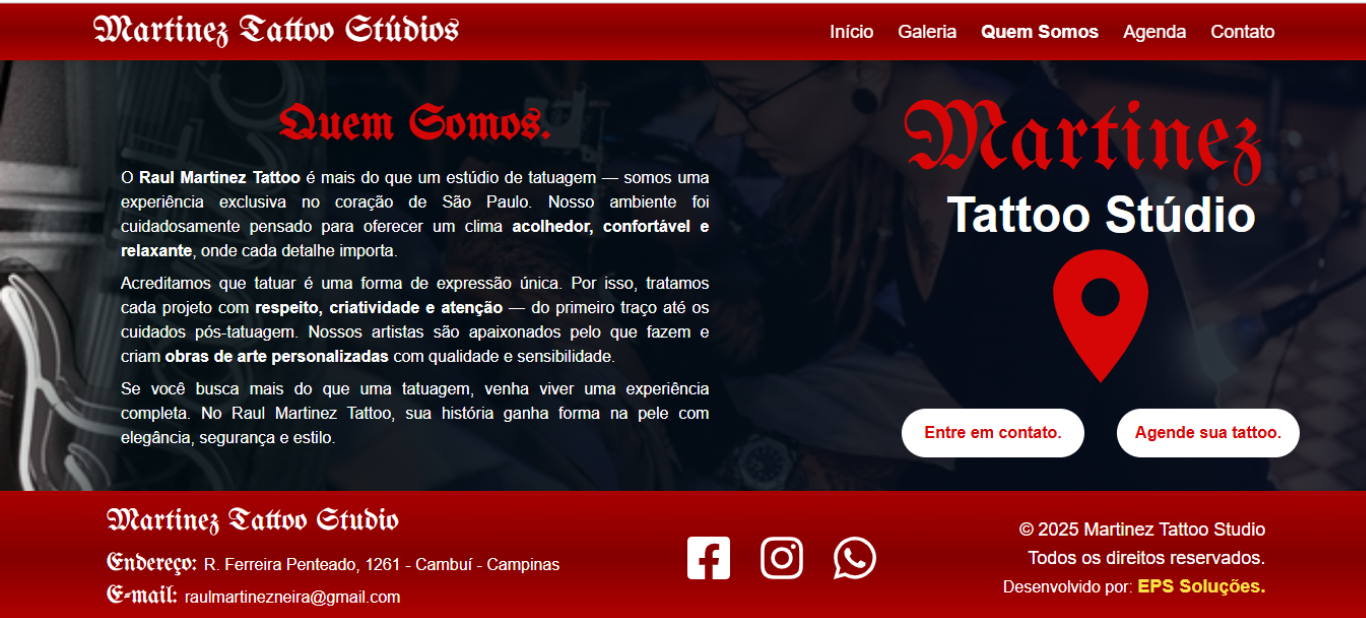 Martinez Tattoo Stúdios
Início Galeria Quem Somos Agenda Contato
Quem Somos.
O Raul Martinez Tattoo é mais do que um estúdio de tatuagem — somos uma
experiência exclusiva no coração de São Paulo. Nosso ambiente foi
cuidadosamente pensado para oferecer um clima acolhedor, confortável e
relaxante, onde cada detalhe importa.
Acreditamos que tatuar é uma forma de expressão única. Por isso, tratamos
cada projeto com respeito, criatividade e atenção — do primeiro traço até os
cuidados pós-tatuagem. Nossos artistas são apaixonados pelo que fazem e
criam obras de arte personalizadas com qualidade e sensibilidade.
Se você busca mais do que uma tatuagem, venha viver uma experiência
completa. No Raul Martinez Tattoo, sua história ganha forma na pele com
elegância, segurança e estilo.
Martinez
Tattoo Stúdio
Entre em contato. Agende sua tattoo.
Martinez Tattoo Studio
Endereço: R. Ferreira Penteado, 1261 - Cambuí - Campinas
E-mail: raulmartinezneira@gmail.com
© 2025 Martinez Tattoo Studio
Todos os direitos reservados.
Desenvolvido por: EPS Soluções.